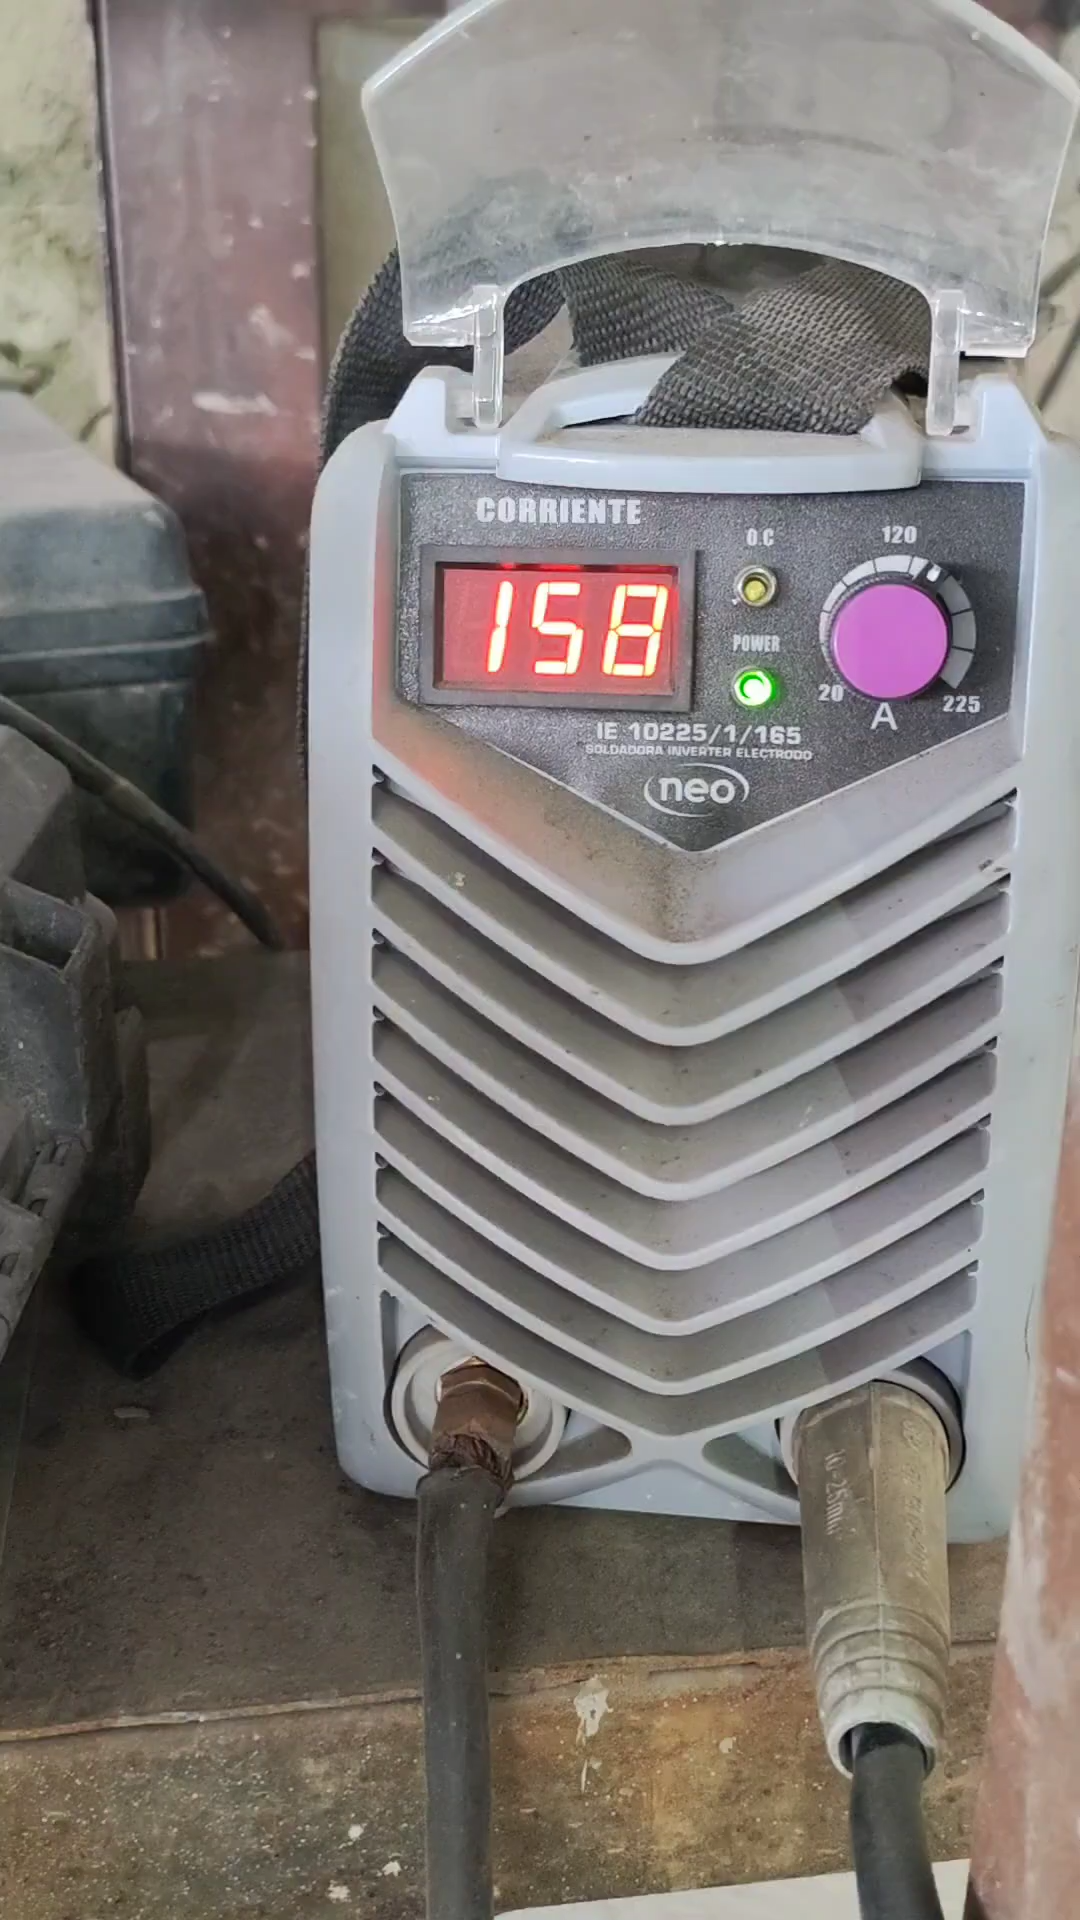 CORRIENTE
158
O.C
POWER
120
20
225
A
IE 10225/1/165
SOLDADORA INVERTER ELECTRODO
neo
10-25mm²